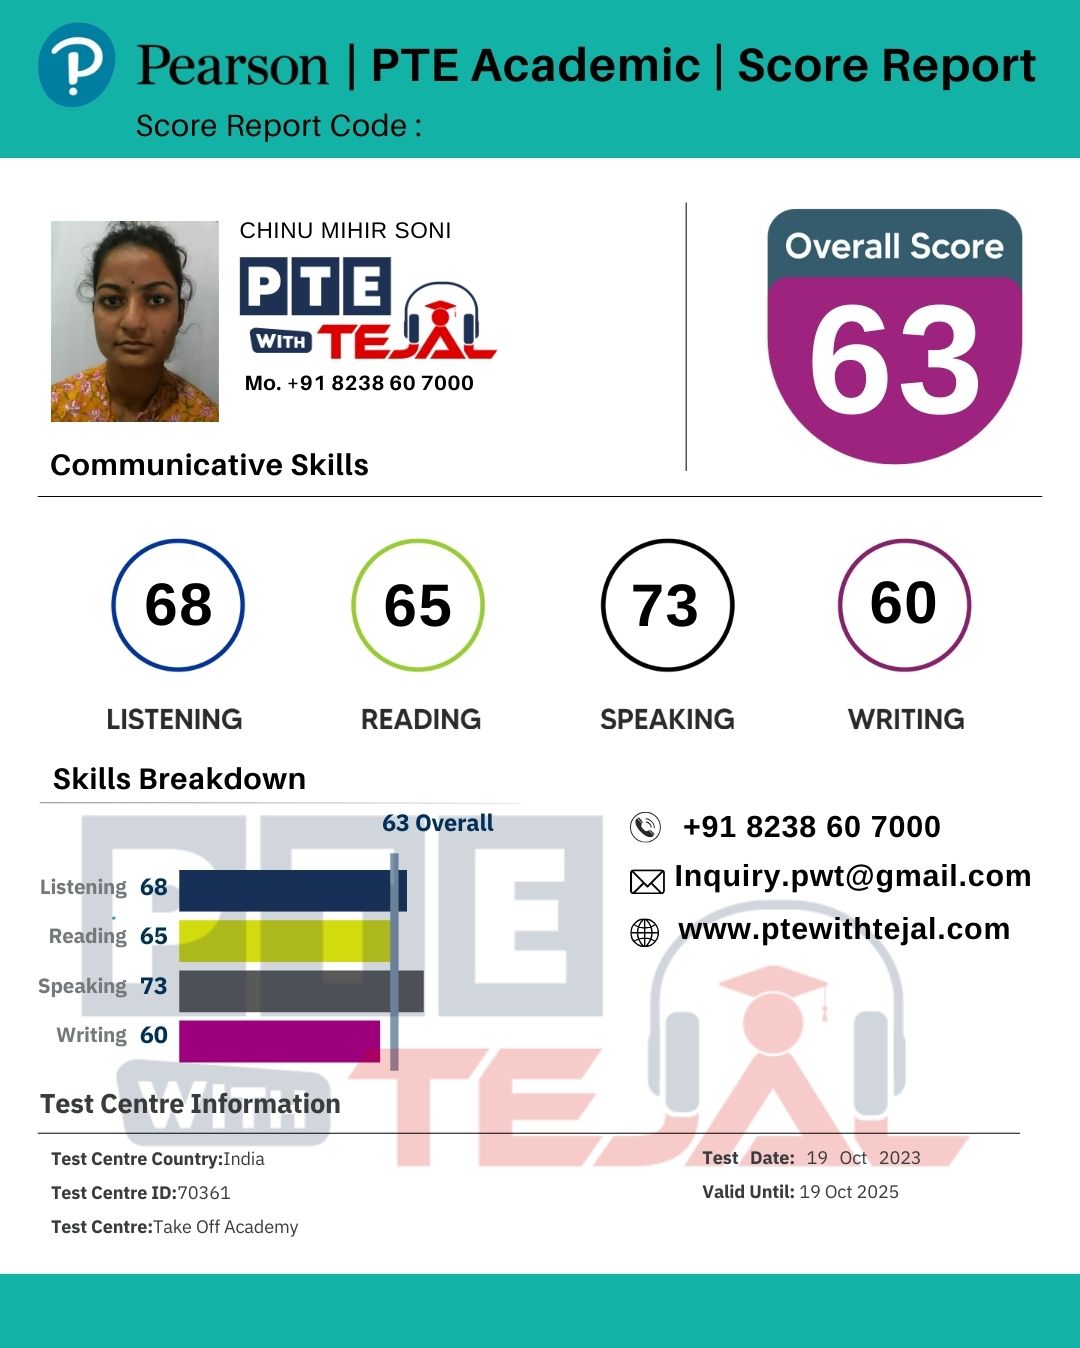 Pearson | PTE Academic | Score Report
Score Report Code :
CHINU MIHIR SONI
PTE
WITH TEJAL
Mo. +91 8238 60 7000
Overall Score
63
Communicative Skills
68 65 73 60
LISTENING READING SPEAKING WRITING
Skills Breakdown
63 Overall
Listening 68
Reading 65
Speaking 73
Writing 60
+91 8238 60 7000
Inquiry.pwt@gmail.com
www.ptewithtejal.com
PTE
WITH TEJAL
Test Centre Information
Test Centre Country:India
Test Centre ID:70361
Test Centre:Take Off Academy
Test Date: 19 Oct 2023
Valid Until: 19 Oct 2025